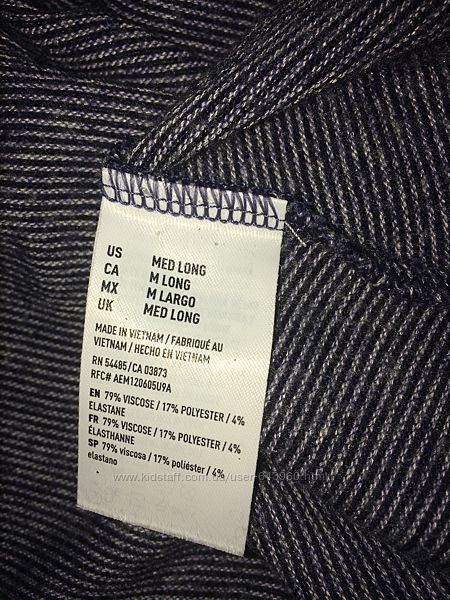 US MED LONG
CA M LONG
MX M LARGO
UK MED LONG
MADE IN VIETNAM / FABRIQUÉ AU
VIETNAM / HECHO EN VIETNAM
RN 54485/CA 03873
RFC# AEM120605U9A
EN 79% VISCOSE / 17% POLYESTER / 4%
ELASTANE
FR 79% VISCOSE / 17% POLYESTER / 4%
ÉLASTHANNE
SP 79% viscosa / 17% poliéster / 4%
elastano